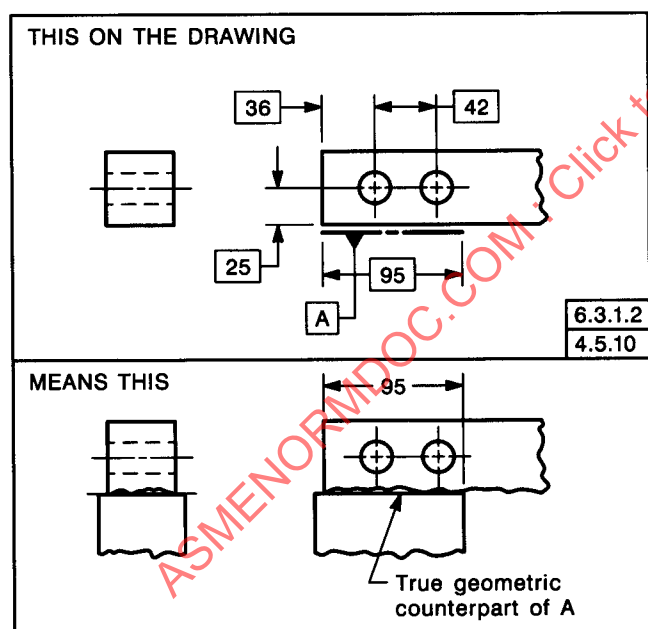 THIS ON THE DRAWING
36
42
25
95
A
6.3.1.2
4.5.10
MEANS THIS
95
True geometric
counterpart of A
ASMENORMDOC.COM : Click t